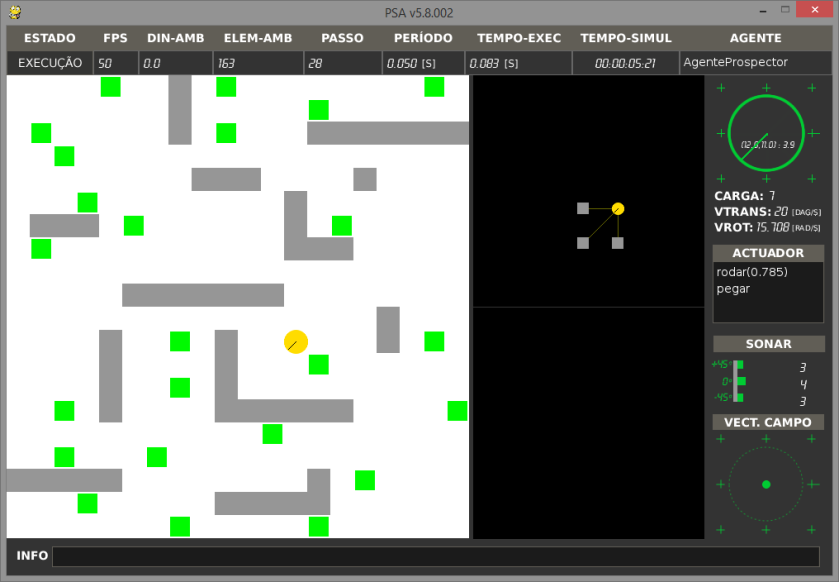 PSA v5.8.002
ESTADO FPS DIN-AMB ELEM-AMB PASSO PERÍODO TEMPO-EXEC TEMPO-SIMUL AGENTE
EXECUÇÃO 50 0.0 163 28 0.050 [S] 0.083 [S] 00:00:05:21 AgenteProspector
(12.0,11.0) : 3.9
CARGA: 7
VTRANS: 20 [DAG/S]
VROT: 15.708 [RAD/S]
ACTUADOR
rodar(0.785)
pegar
SONAR
+45° 3
0° 4
-45° 3
VECT. CAMPO
INFO